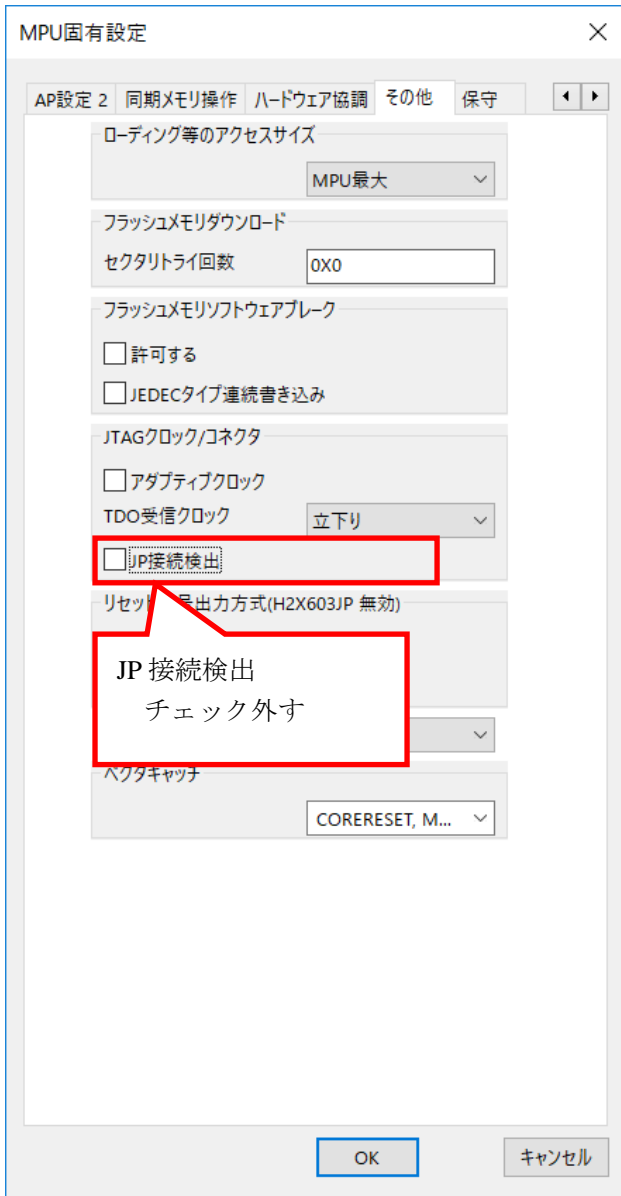 MPU固有設定
AP設定 2 同期メモリ操作 ハードウェア協調 その他 保守
ローディング等のアクセスサイズ
MPU最大
フラッシュメモリダウンロード
セクタリトライ回数 0X0
フラッシュメモリソフトウェアブレーク
許可する
JEDECタイプ連続書き込み
JTAGクロック/コネクタ
アダプティブクロック
TDO受信クロック 立下り
JP接続検出
リセット 号出力方式(H2X603JP 無効)
JP 接続検出
チェック外す
ベクタキャッチ
CORERESET, M...
OK キャンセル